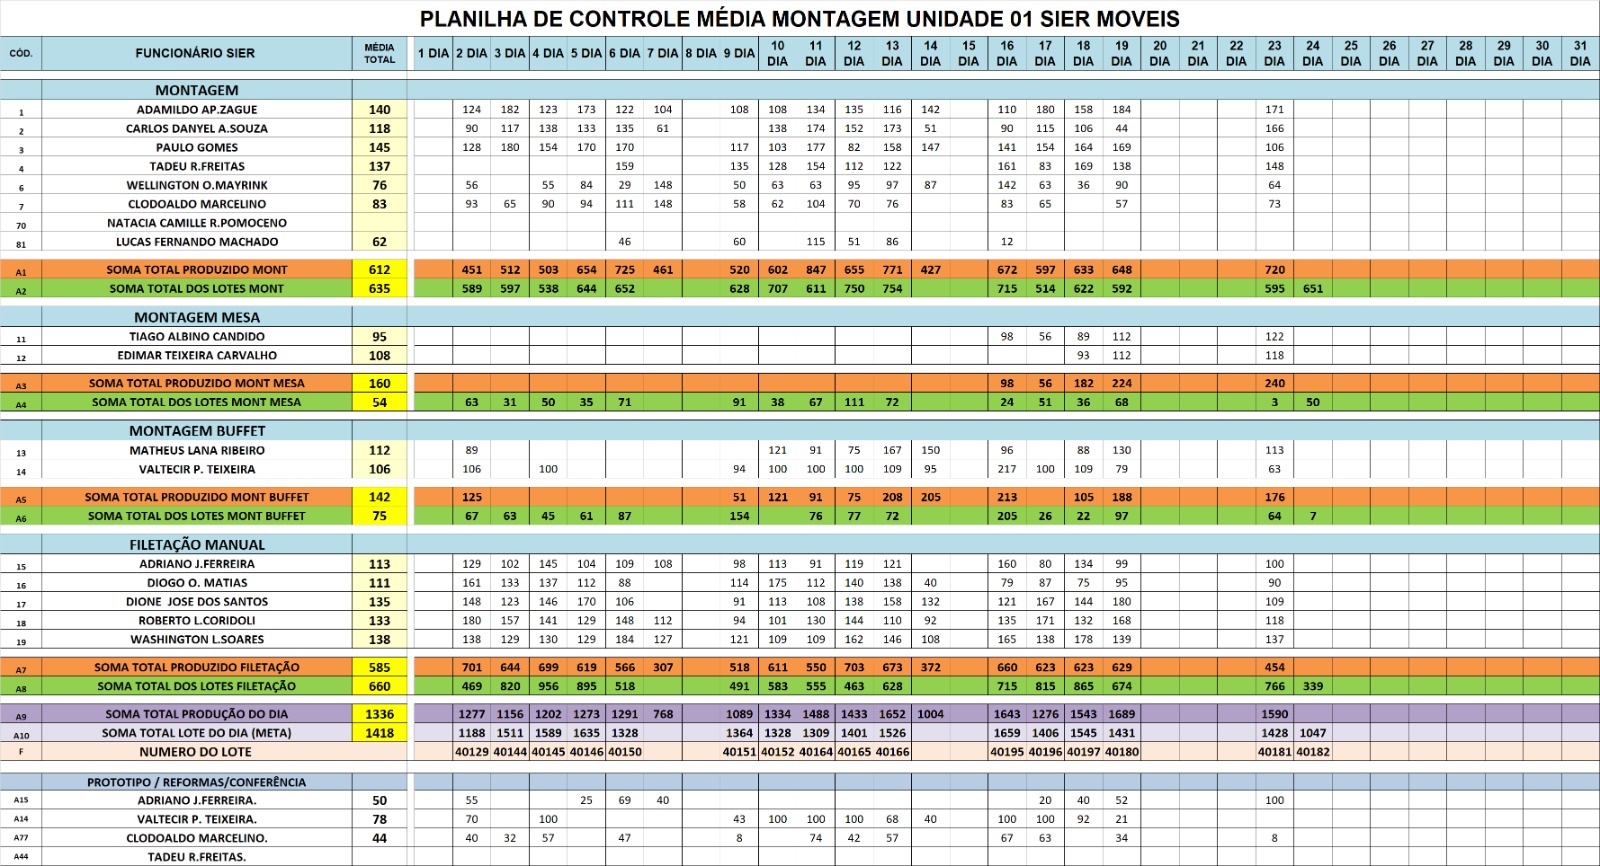 PLANILHA DE CONTROLE MÉDIA MONTAGEM UNIDADE 01 SIER MOVEIS
CÓD. FUNCIONÁRIO SIER MÉDIA TOTAL 1 DIA 2 DIA 3 DIA 4 DIA 5 DIA 6 DIA 7 DIA 8 DIA 9 DIA 10 DIA 11 DIA 12 DIA 13 DIA 14 DIA 15 DIA 16 DIA 17 DIA 18 DIA 19 DIA 20 DIA 21 DIA 22 DIA 23 DIA 24 DIA 25 DIA 26 DIA 27 DIA 28 DIA 29 DIA 30 DIA 31 DIA
MONTAGEM
1 ADAMILDO AP.ZAGUE 140 124 182 123 173 122 104 108 108 134 135 116 142 110 180 158 184 171
2 CARLOS DANYEL A.SOUZA 118 90 117 138 133 135 61 138 174 152 173 51 90 115 106 44 166
3 PAULO GOMES 145 128 180 154 170 170 117 103 177 82 158 147 141 154 164 169 106
4 TADEU R.FREITAS 137 159 135 128 154 112 122 161 83 169 138 148
6 WELLINGTON O.MAYRINK 76 56 55 84 29 148 50 63 63 95 97 87 142 63 36 90 64
7 CLODOALDO MARCELINO 83 93 65 90 94 111 148 58 62 104 70 76 83 65 57 73
70 NATACIA CAMILLE R.POMOCENO
81 LUCAS FERNANDO MACHADO 62 46 60 115 51 86 12
A1 SOMA TOTAL PRODUZIDO MONT 612 451 512 503 654 725 461 520 602 847 655 771 427 672 597 633 648 720
A2 SOMA TOTAL DOS LOTES MONT 635 589 597 538 644 652 628 707 611 750 754 715 514 622 592 595 651
MONTAGEM MESA
11 TIAGO ALBINO CANDIDO 95 98 56 89 112 122
12 EDIMAR TEIXEIRA CARVALHO 108 93 112 118
A3 SOMA TOTAL PRODUZIDO MONT MESA 160 98 56 182 224 240
A4 SOMA TOTAL DOS LOTES MONT MESA 54 63 31 50 35 71 91 38 67 111 72 24 51 36 68 3 50
MONTAGEM BUFFET
13 MATHEUS LANA RIBEIRO 112 89 121 91 75 167 150 96 88 130 113
14 VALTECIR P. TEIXEIRA 106 106 100 94 100 100 100 109 95 217 100 109 79 63
A5 SOMA TOTAL PRODUZIDO MONT BUFFET 142 125 51 121 91 75 208 205 213 105 188 176
A6 SOMA TOTAL DOS LOTES MONT BUFFET 75 67 63 45 61 87 154 76 77 72 205 26 22 97 64 7
FILETAÇÃO MANUAL
15 ADRIANO J.FERREIRA 113 129 102 145 104 109 108 98 113 91 119 121 160 80 134 99 100
16 DIOGO O. MATIAS 111 161 133 137 112 88 114 175 112 140 138 40 79 87 75 95 90
17 DIONE JOSE DOS SANTOS 135 148 123 146 170 106 91 113 108 138 158 132 121 167 144 180 109
18 ROBERTO L.CORIDOLI 133 180 157 141 129 148 112 94 101 130 144 110 92 135 171 132 168 118
19 WASHINGTON L.SOARES 138 138 129 130 129 184 127 121 109 109 162 146 108 165 138 178 139 137
A7 SOMA TOTAL PRODUZIDO FILETAÇÃO 585 701 644 699 619 566 307 518 611 550 703 673 372 660 623 623 629 454
A8 SOMA TOTAL DOS LOTES FILETAÇÃO 660 469 820 956 895 518 491 583 555 463 628 715 815 865 674 766 339
A9 SOMA TOTAL PRODUÇÃO DO DIA 1336 1277 1156 1202 1273 1291 768 1089 1334 1488 1433 1652 1004 1643 1276 1543 1689 1590
A10 SOMA TOTAL LOTE DO DIA (META) 1418 1188 1511 1589 1635 1328 1364 1328 1309 1401 1526 1659 1406 1545 1431 1428 1047
F NUMERO DO LOTE 40129 40144 40145 40146 40150 40151 40152 40164 40165 40166 40195 40196 40197 40180 40181 40182
PROTOTIPO / REFORMAS/CONFERÊNCIA
A15 ADRIANO J.FERREIRA. 50 55 25 69 40 20 40 52 100
A14 VALTECIR P. TEIXEIRA. 78 70 100 43 100 100 100 68 40 100 100 92 21
A77 CLODOALDO MARCELINO. 44 40 32 57 47 8 74 42 57 67 63 34 8
A44 TADEU R.FREITAS.